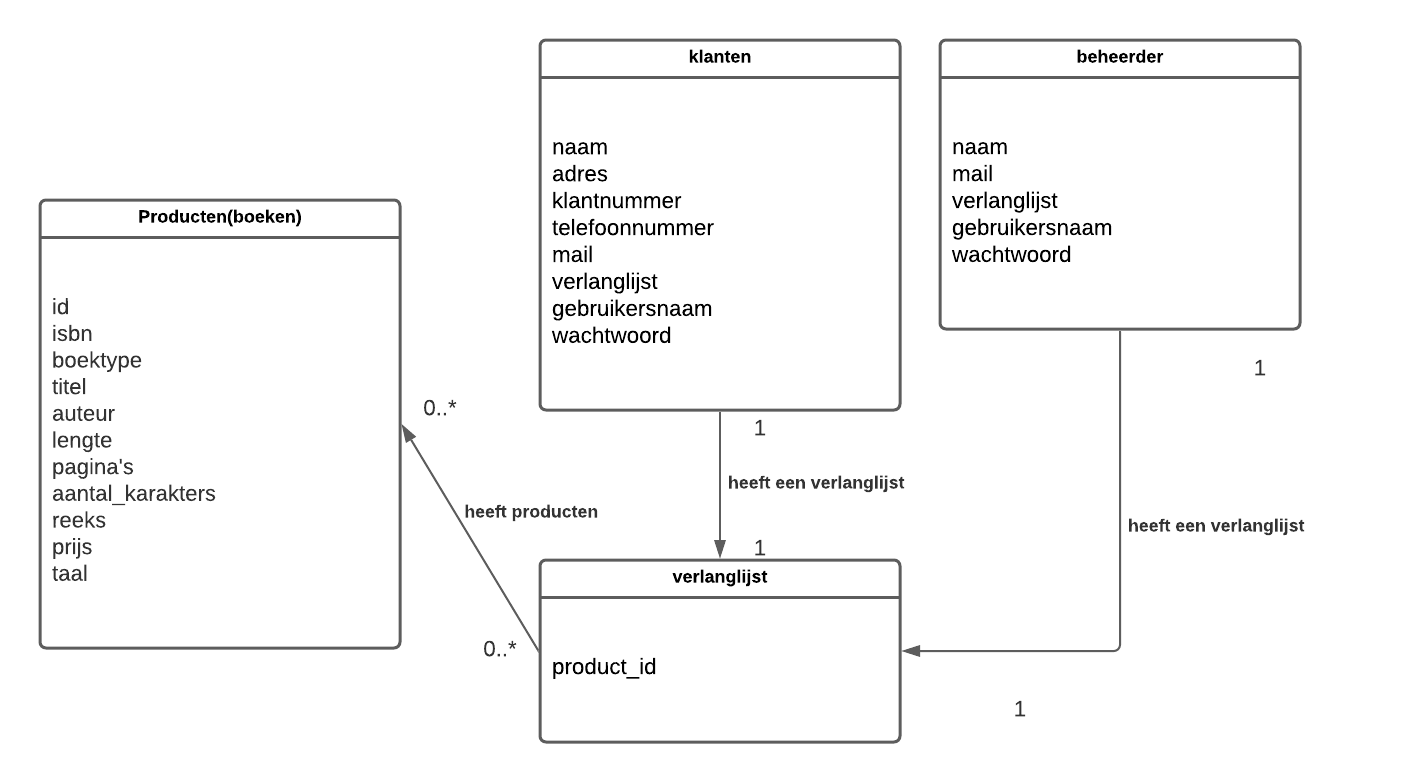 klanten
naam
adres
klantnummer
telefoonnummer
mail
verlanglijst
gebruikersnaam
wachtwoord
beheerder
naam
mail
verlanglijst
gebruikersnaam
wachtwoord
Producten(boeken)
id
isbn
boektype
titel
auteur
lengte
pagina's
aantal_karakters
reeks
prijs
taal
0..*
heeft producten
0..*
1
heeft een verlanglijst
1
1
heeft een verlanglijst
1
verlanglijst
product_id